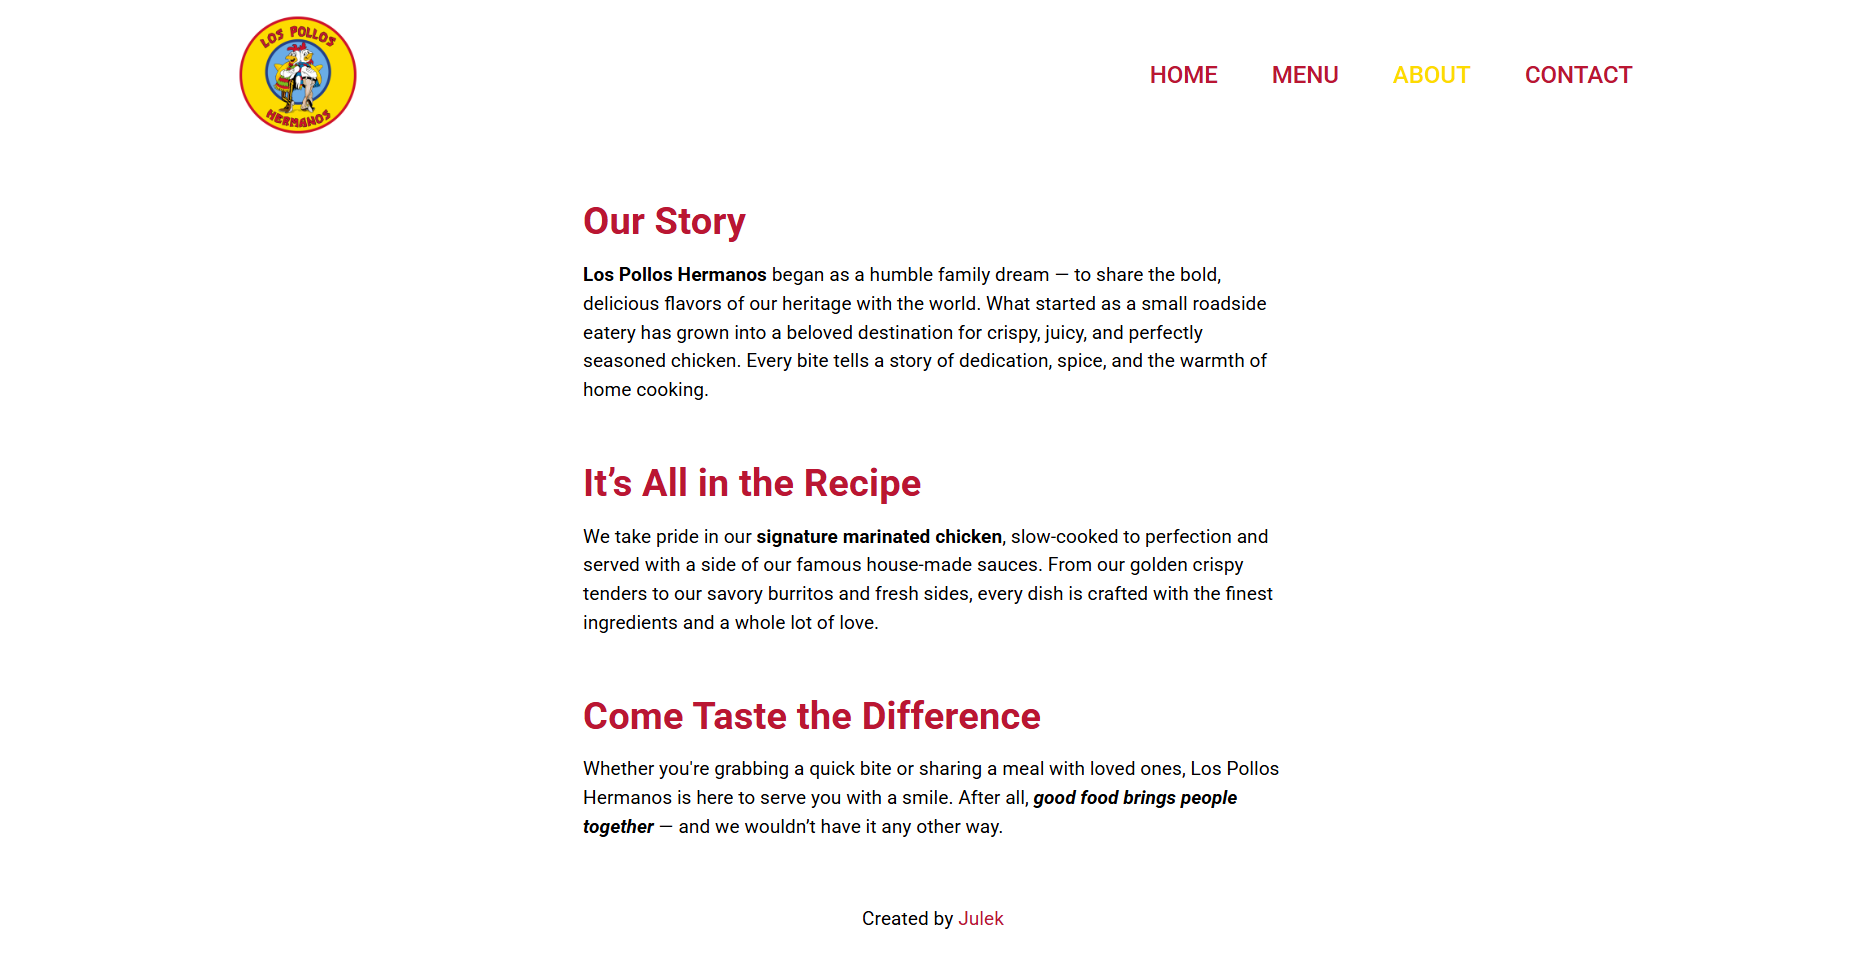 LOS POLLOS
HERMANOS
HOME MENU ABOUT CONTACT
Our Story
Los Pollos Hermanos began as a humble family dream — to share the bold,
delicious flavors of our heritage with the world. What started as a small roadside
eatery has grown into a beloved destination for crispy, juicy, and perfectly
seasoned chicken. Every bite tells a story of dedication, spice, and the warmth of
home cooking.
It’s All in the Recipe
We take pride in our signature marinated chicken, slow-cooked to perfection and
served with a side of our famous house-made sauces. From our golden crispy
tenders to our savory burritos and fresh sides, every dish is crafted with the finest
ingredients and a whole lot of love.
Come Taste the Difference
Whether you're grabbing a quick bite or sharing a meal with loved ones, Los Pollos
Hermanos is here to serve you with a smile. After all, good food brings people
together — and we wouldn’t have it any other way.
Created by Julek